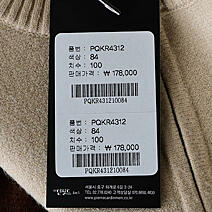 품번 : PQKR4312
색상 : 84
치수 : 100
판매가격 : ₩ 178,000
PQKR431210084
품번 : PQKR4312
색상 : 84
치수 : 100
판매가격 : ₩ 178,000
PQKR431210084